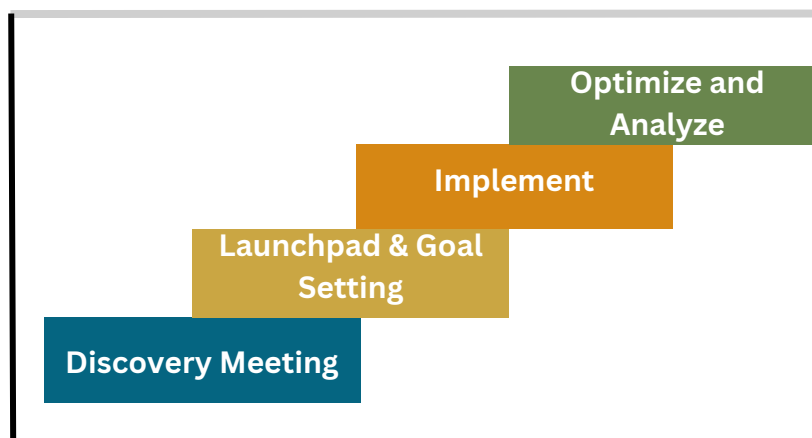 Optimize and
Analyze
Implement
Launchpad & Goal
Setting
Discovery Meeting